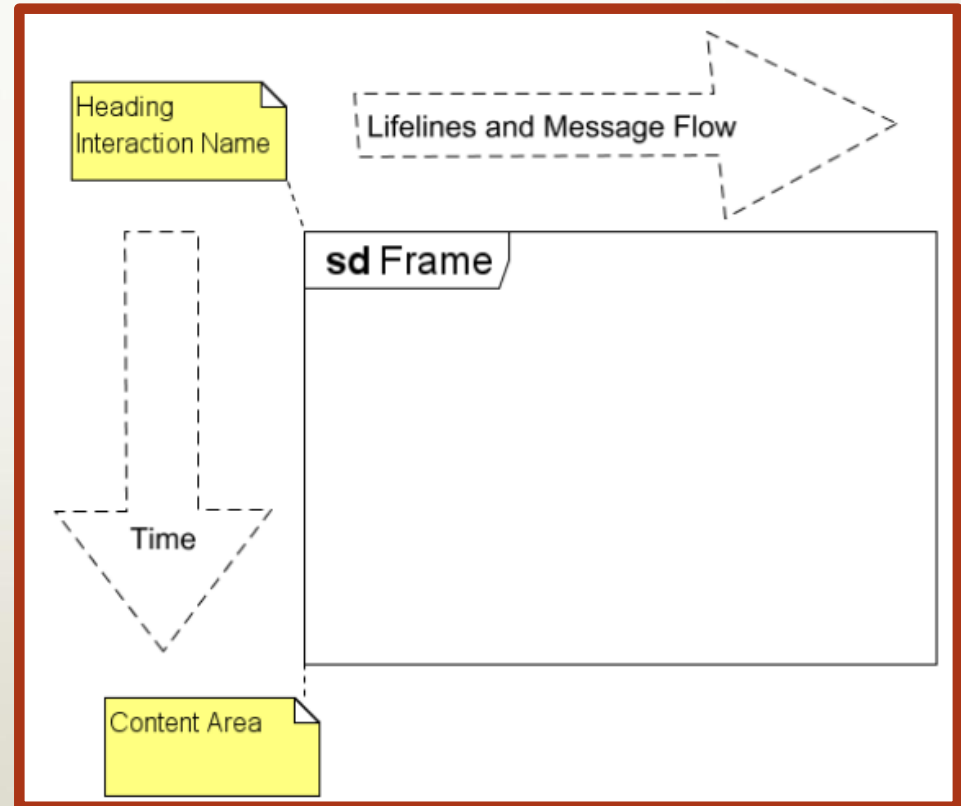 Heading
Interaction Name
Lifelines and Message Flow
sd Frame
Time
Content Area